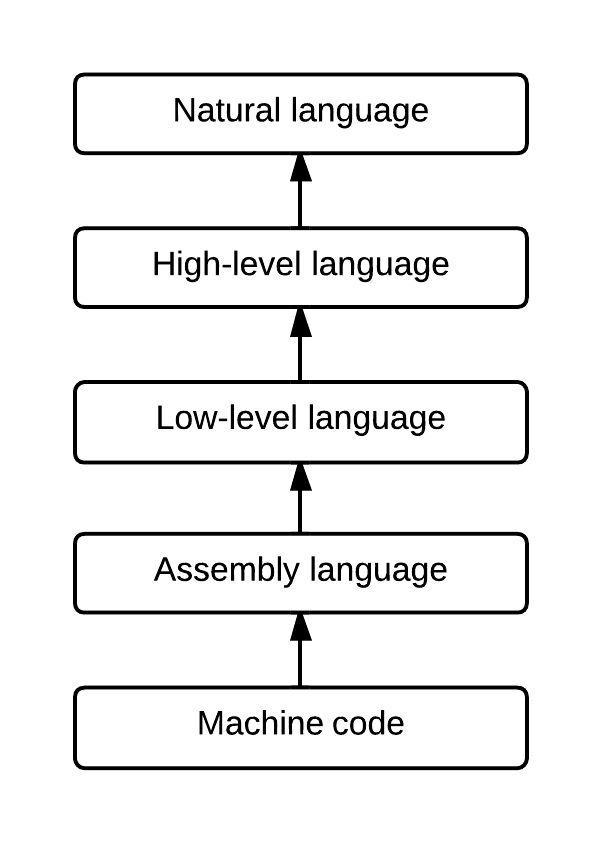 Natural language
High-level language
Low-level language
Assembly language
Machine code